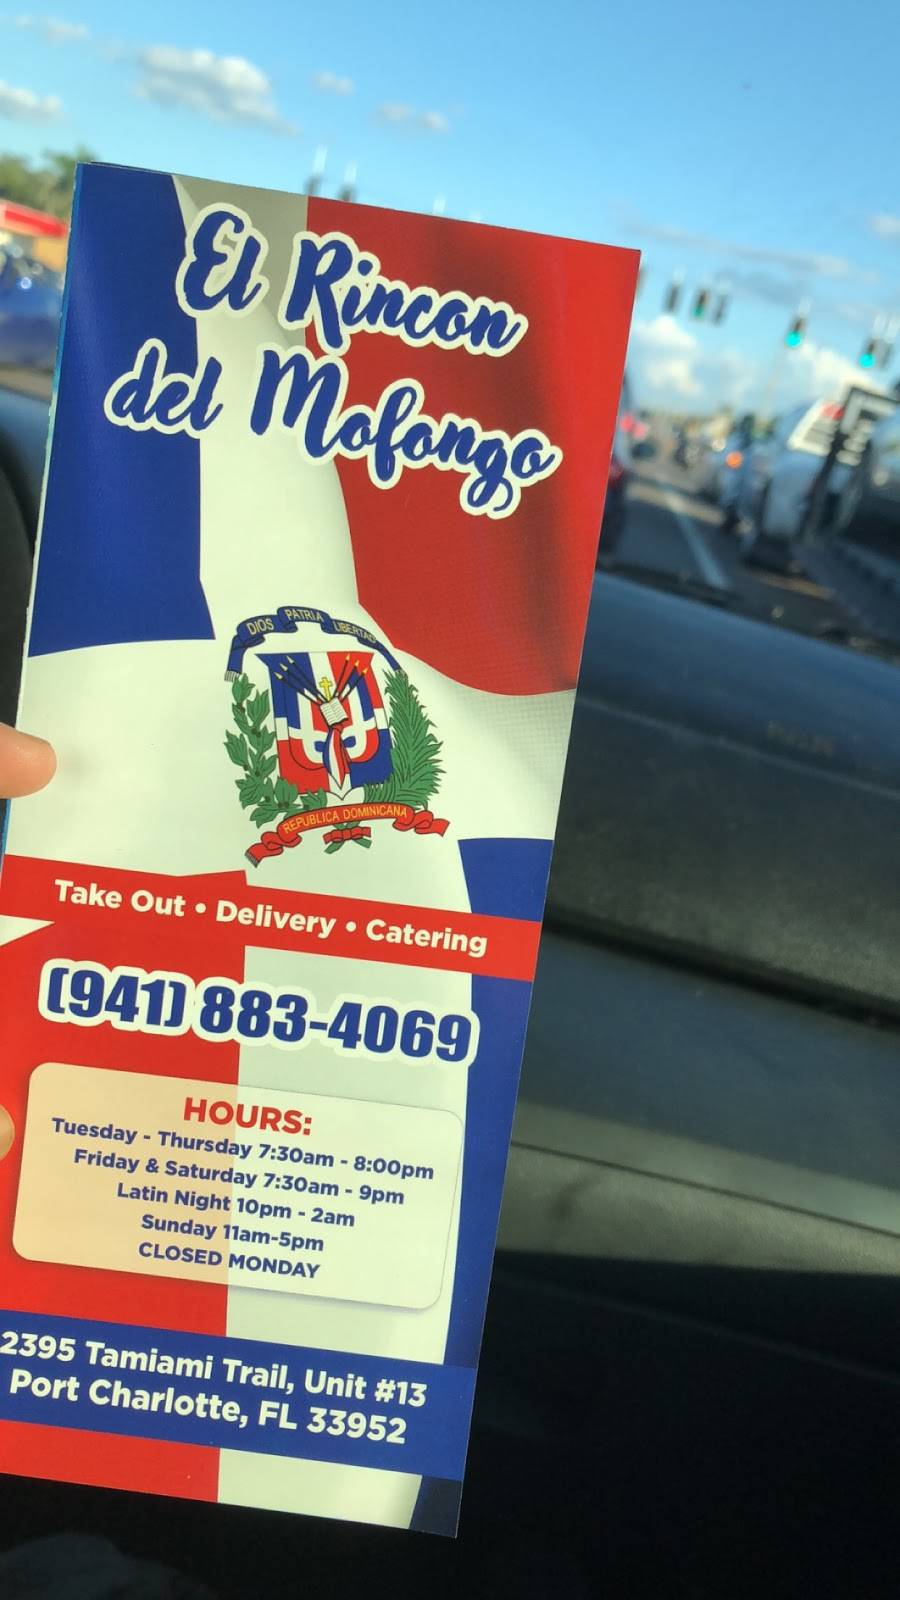 El Rincon
del Mofongo
DIOS PATRIA LIBERTAD
REPUBLICA DOMINICANA
Take Out • Delivery • Catering
(941) 883-4069
HOURS:
Tuesday - Thursday 7:30am - 8:00pm
Friday & Saturday 7:30am - 9pm
Latin Night 10pm - 2am
Sunday 11am-5pm
CLOSED MONDAY
2395 Tamiami Trail, Unit #13
Port Charlotte, FL 33952